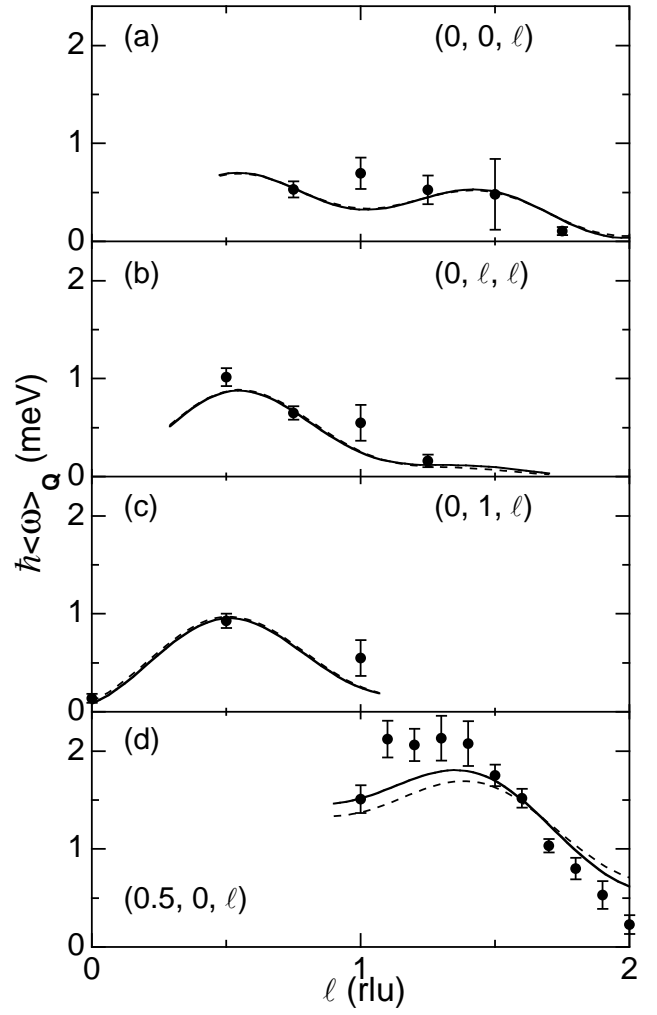 (a) (0, 0, ℓ)
2
1
0
(b) (0, ℓ, ℓ)
2
1
0
(c) (0, 1, ℓ)
2
1
0
(d)
2
1
(0.5, 0, ℓ)
0
0 1 2
ℓ (rlu)
ℏ<ω>Q (meV)